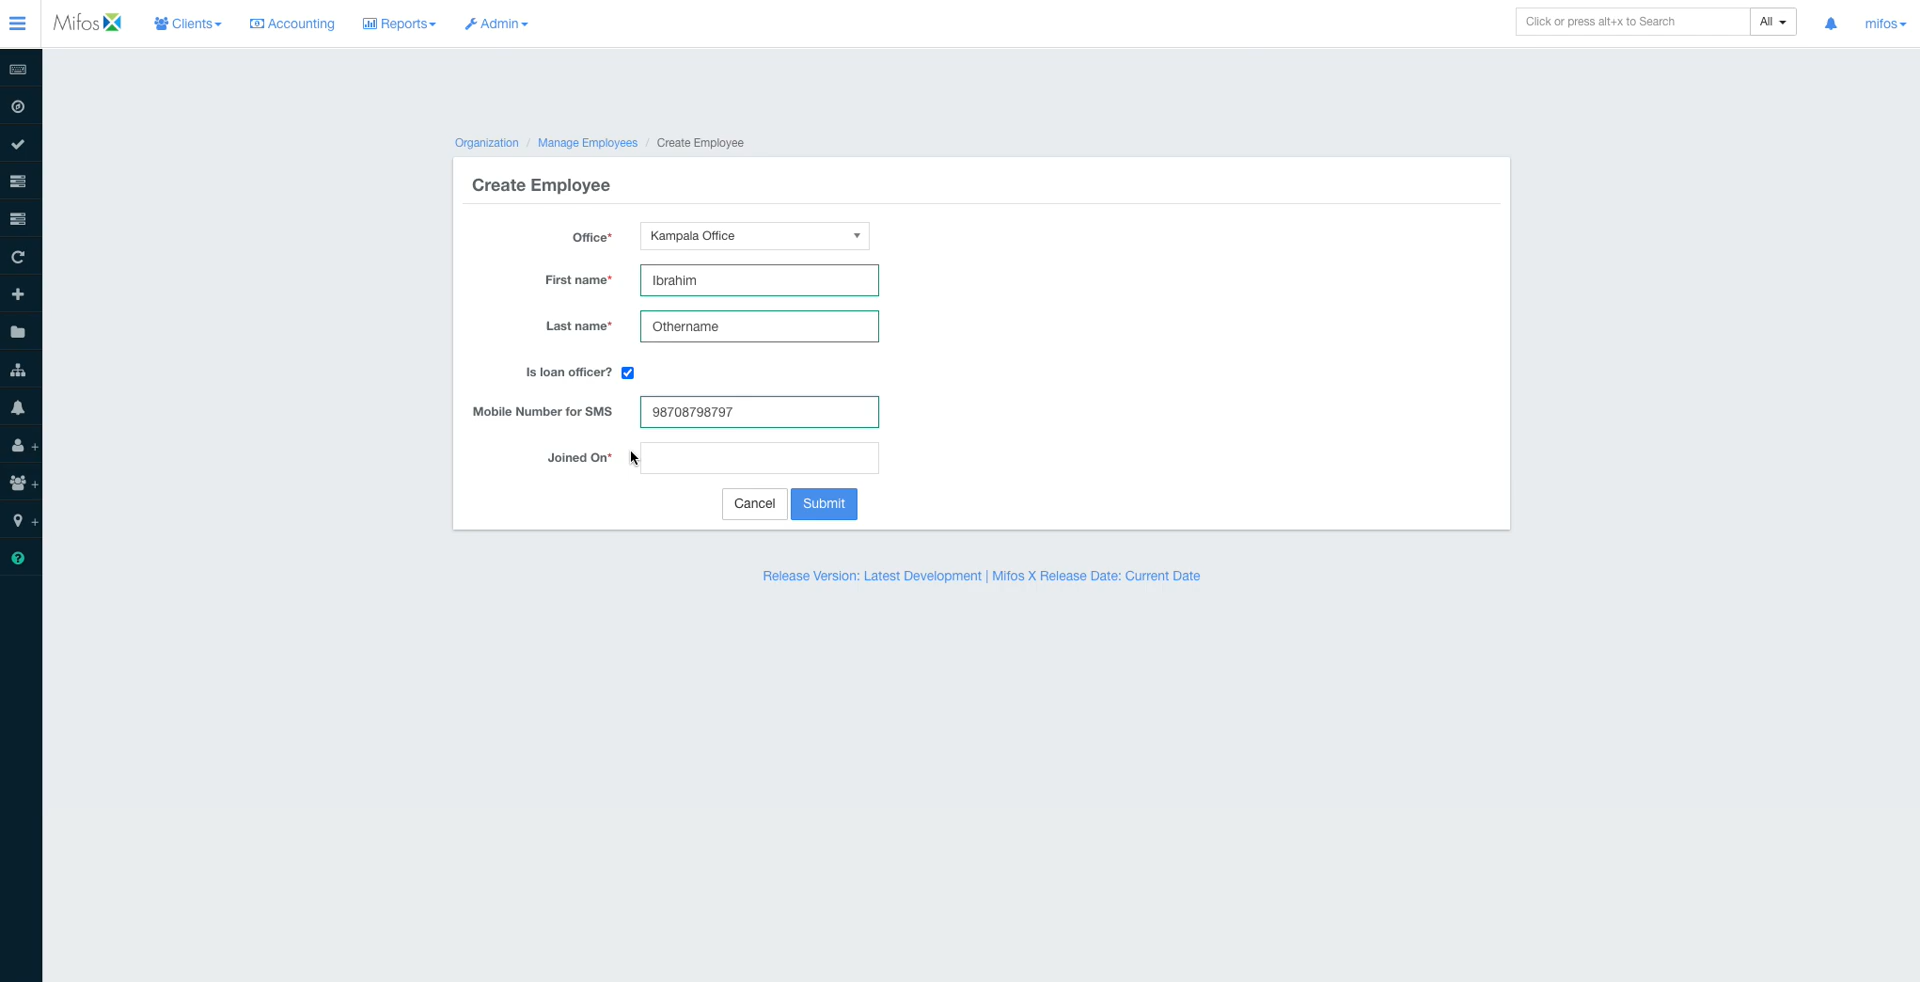 Mifos Clients Accounting Reports Admin Click or press alt+x to Search All mifos
Organization / Manage Employees / Create Employee
Create Employee
Office* Kampala Office
First name* Ibrahim
Last name* Othername
Is loan officer?
Mobile Number for SMS 98708798797
Joined On*
Cancel Submit
Release Version: Latest Development | Mifos X Release Date: Current Date